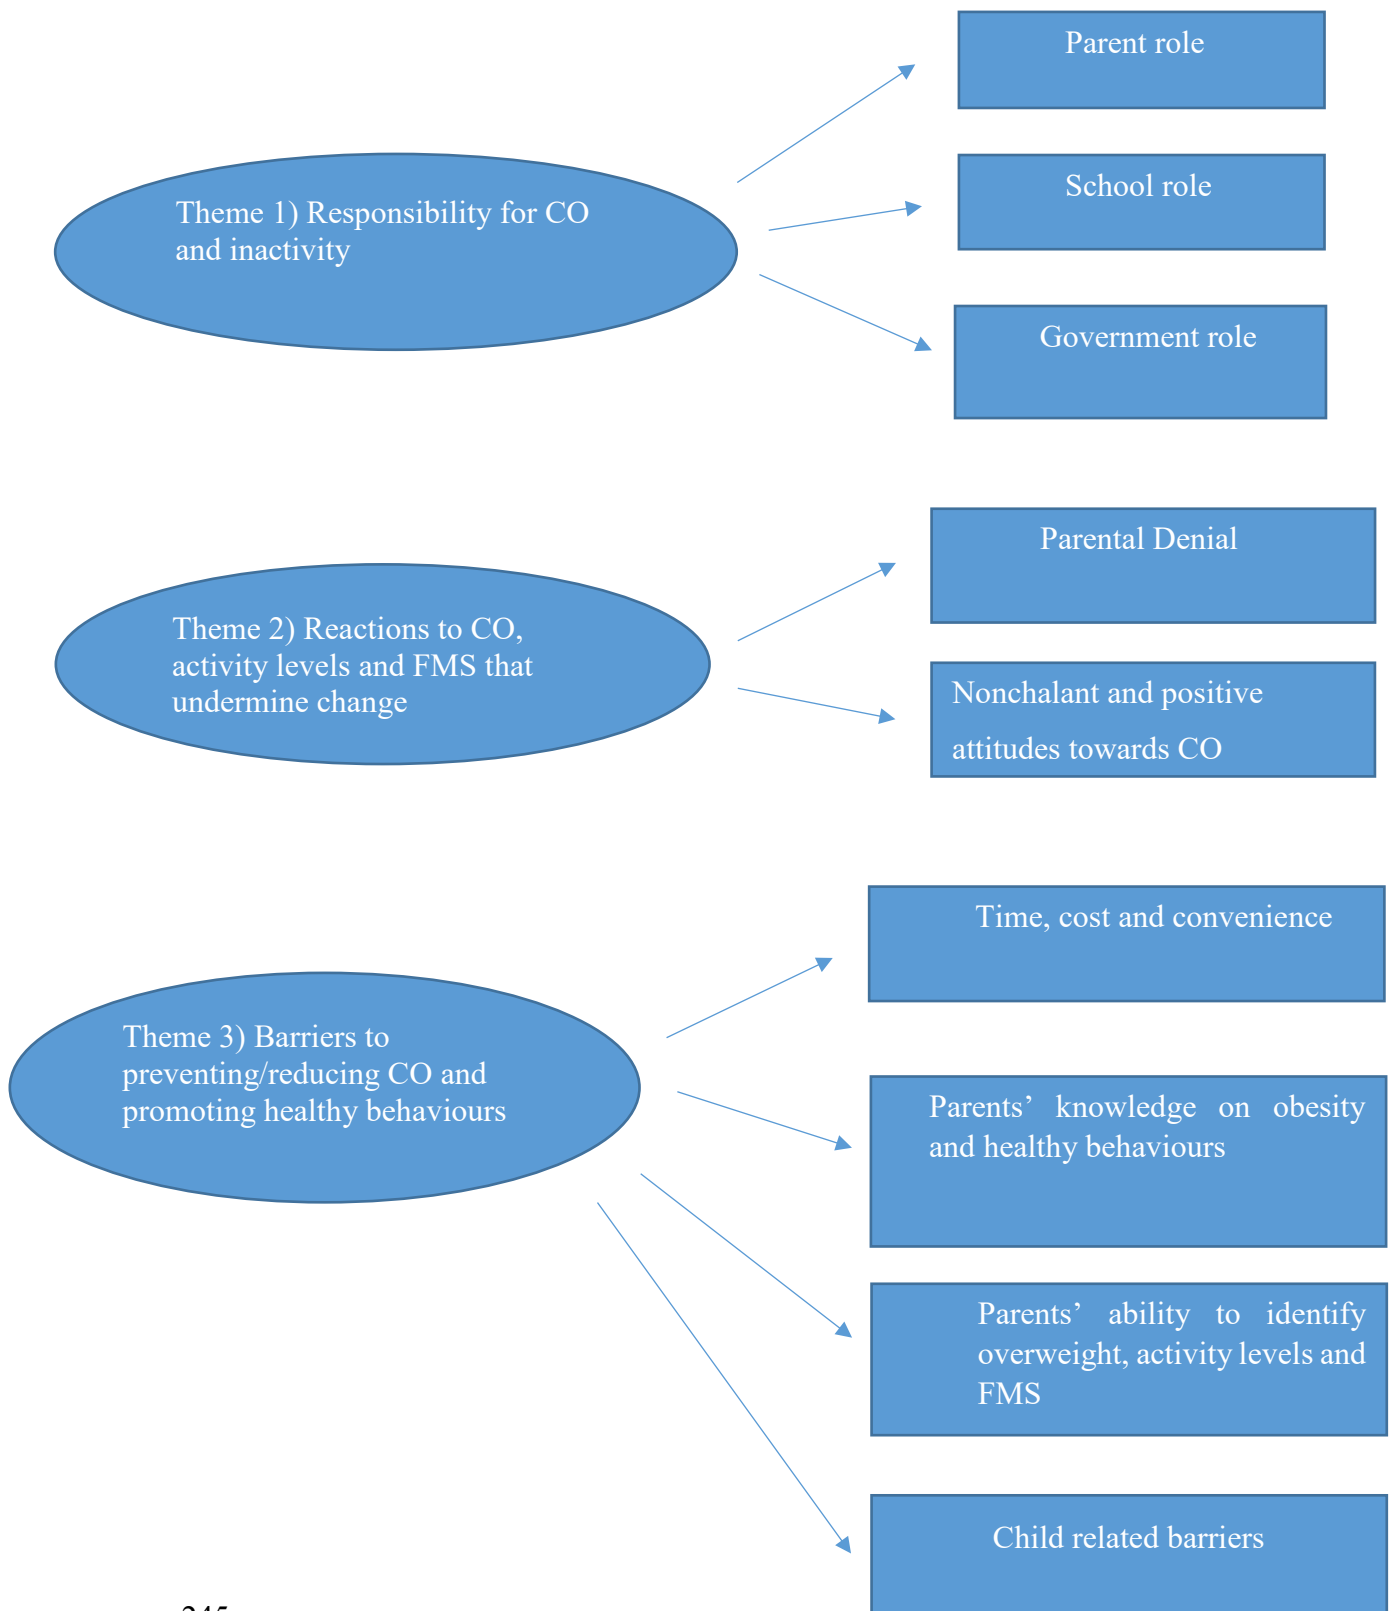 Parent role
School role
Theme 1) Responsibility for CO
and inactivity
Government role
Parental Denial
Theme 2) Reactions to CO,
activity levels and FMS that
undermine change
Nonchalant and positive
attitudes towards CO
Time, cost and convenience
Theme 3) Barriers to
preventing/reducing CO and
promoting healthy behaviours
Parents’ knowledge on obesity
and healthy behaviours
Parents’ ability to identify
overweight, activity levels and
FMS
Child related barriers